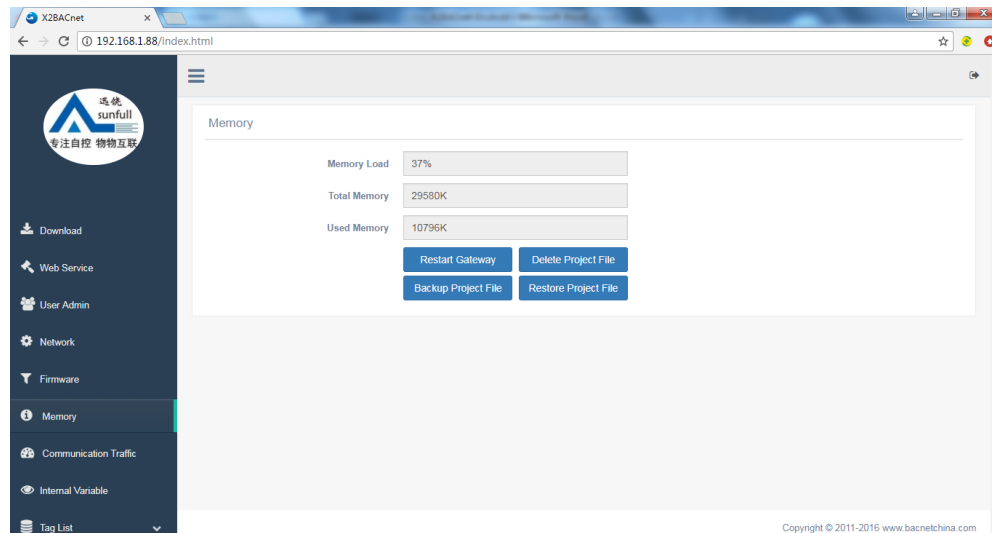 X2BACnet
192.168.1.88/index.html
迅饶
sunfull
专注自控 物物互联
Download
Web Service
User Admin
Network
Firmware
Memory
Communication Traffic
Internal Variable
Tag List
Memory
Memory Load 37%
Total Memory 29580K
Used Memory 10796K
Restart Gateway Delete Project File
Backup Project File Restore Project File
Copyright © 2011-2016 www.bacnetchina.com